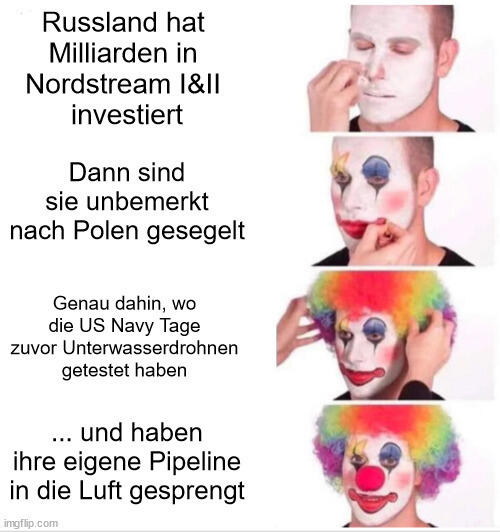 Russland hat
Milliarden in
Nordstream I&II
investiert
Dann sind
sie unbemerkt
nach Polen gesegelt
Genau dahin, wo
die US Navy Tage
zuvor Unterwasserdrohnen
getestet haben
... und haben
ihre eigene Pipeline
in die Luft gesprengt
imgflip.com